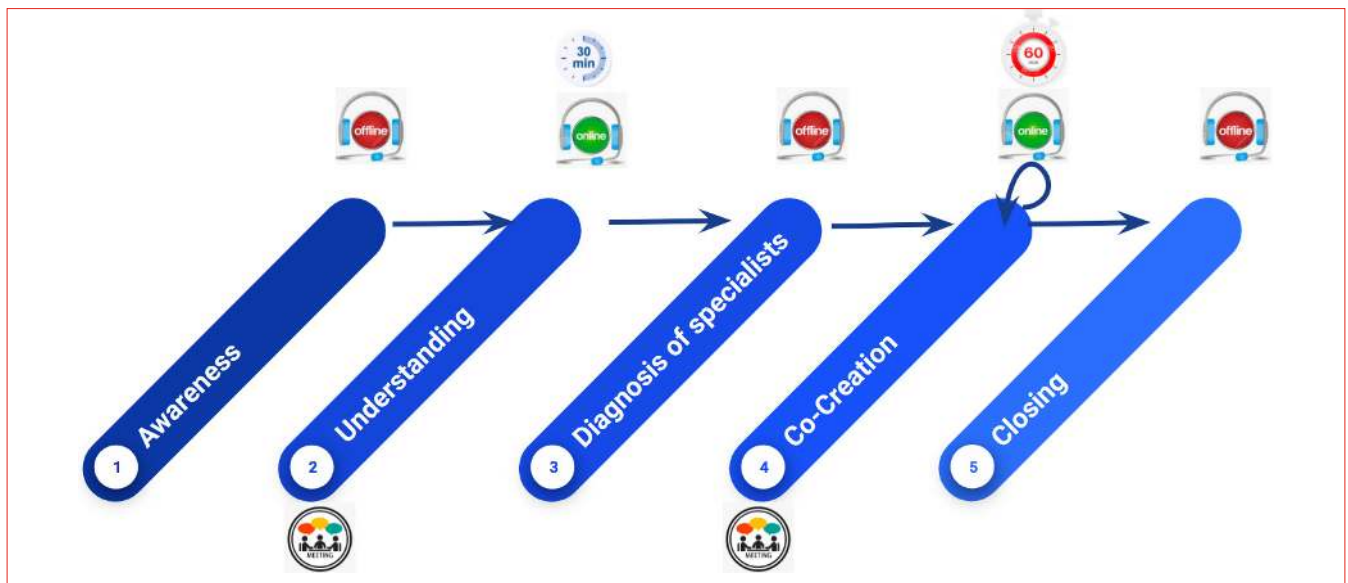 30
min
60
offline
online
offline
online
offline
Awareness
Understanding
Diagnosis of specialists
Co-Creation
Closing
1
2
3
4
5
MEETING
MEETING